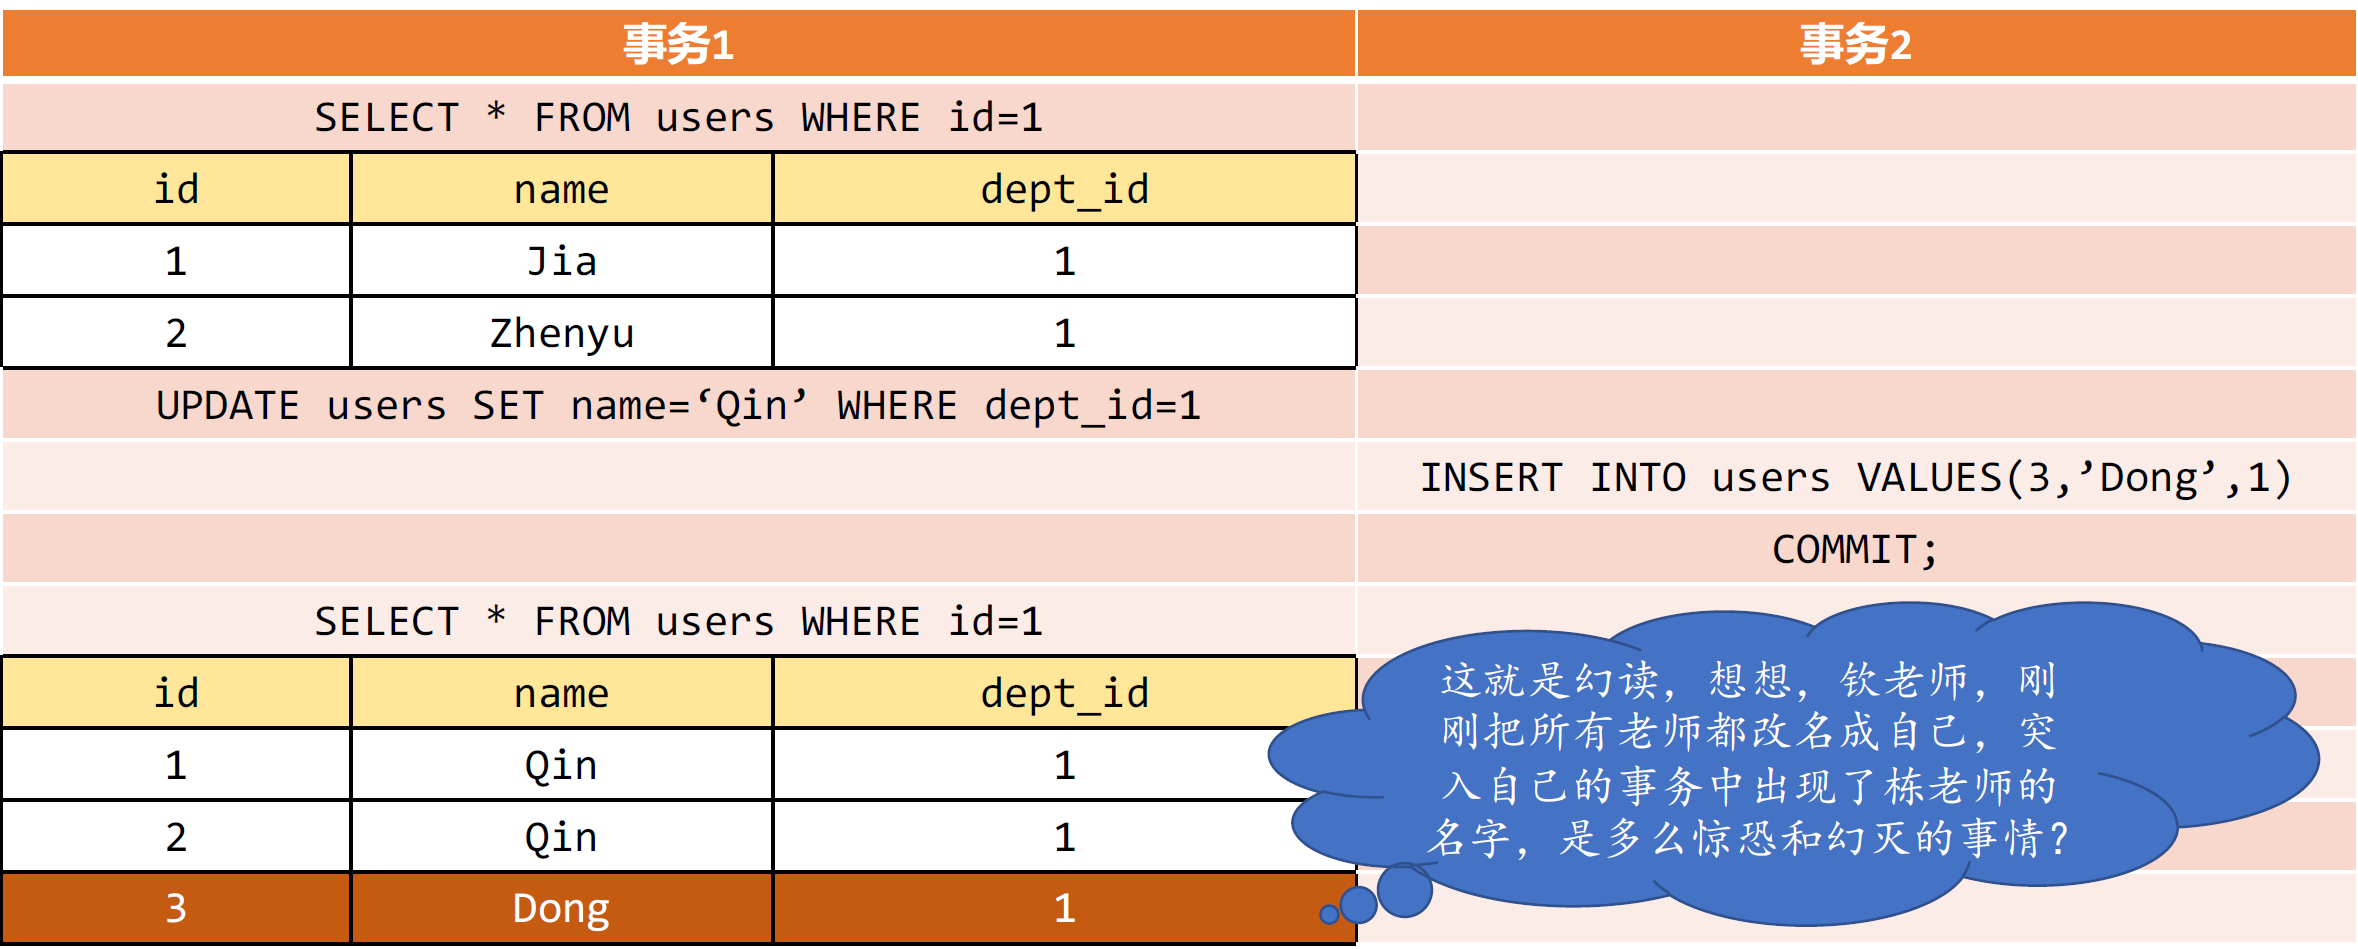 事务1 事务2
SELECT * FROM users WHERE id=1
id name dept_id
1 Jia 1
2 Zhenyu 1
UPDATE users SET name=‘Qin’ WHERE dept_id=1
INSERT INTO users VALUES(3,’Dong’,1)
COMMIT;
SELECT * FROM users WHERE id=1
id name dept_id
1 Qin 1
2 Qin 1
3 Dong 1
这就是幻读，想想，钦老师，刚
刚把所有老师都改名成自己，突
入自己的事务中出现了栋老师的
名字，是多么惊恐和幻灭的事情？